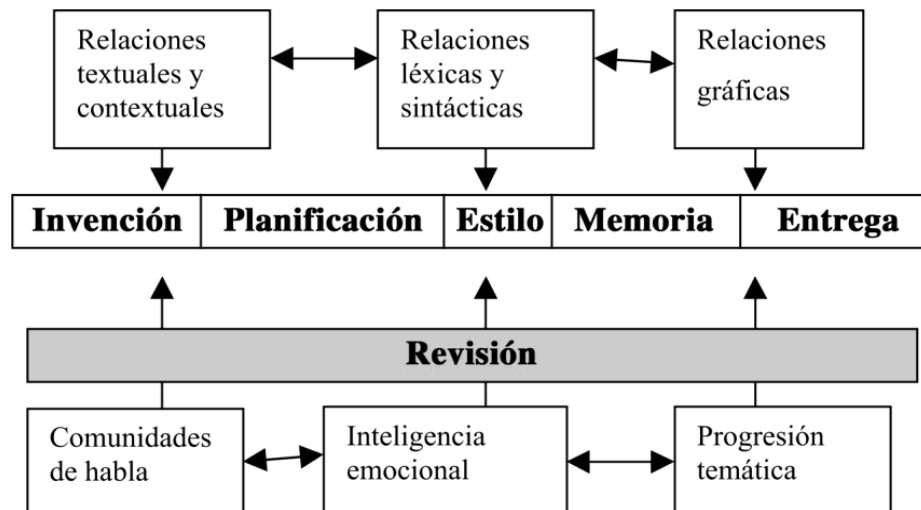 Relaciones
textuales y
contextuales
Relaciones
léxicas y
sintácticas
Relaciones
gráficas
Invención
Planificación
Estilo
Memoria
Entrega
Revisión
Comunidades
de habla
Inteligencia
emocional
Progresión
temática